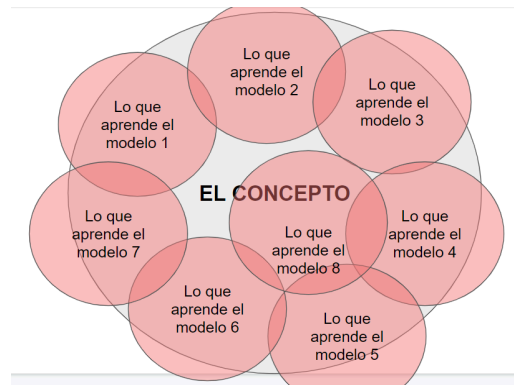 Lo que
aprende el
modelo 2
Lo que
aprende el
modelo 3
Lo que
aprende el
modelo 1
EL CONCEPTO
Lo que
aprende el
modelo 7
Lo que
aprende el
modelo 8
Lo que
aprende el
modelo 4
Lo que
aprende el
modelo 6
Lo que
aprende el
modelo 5